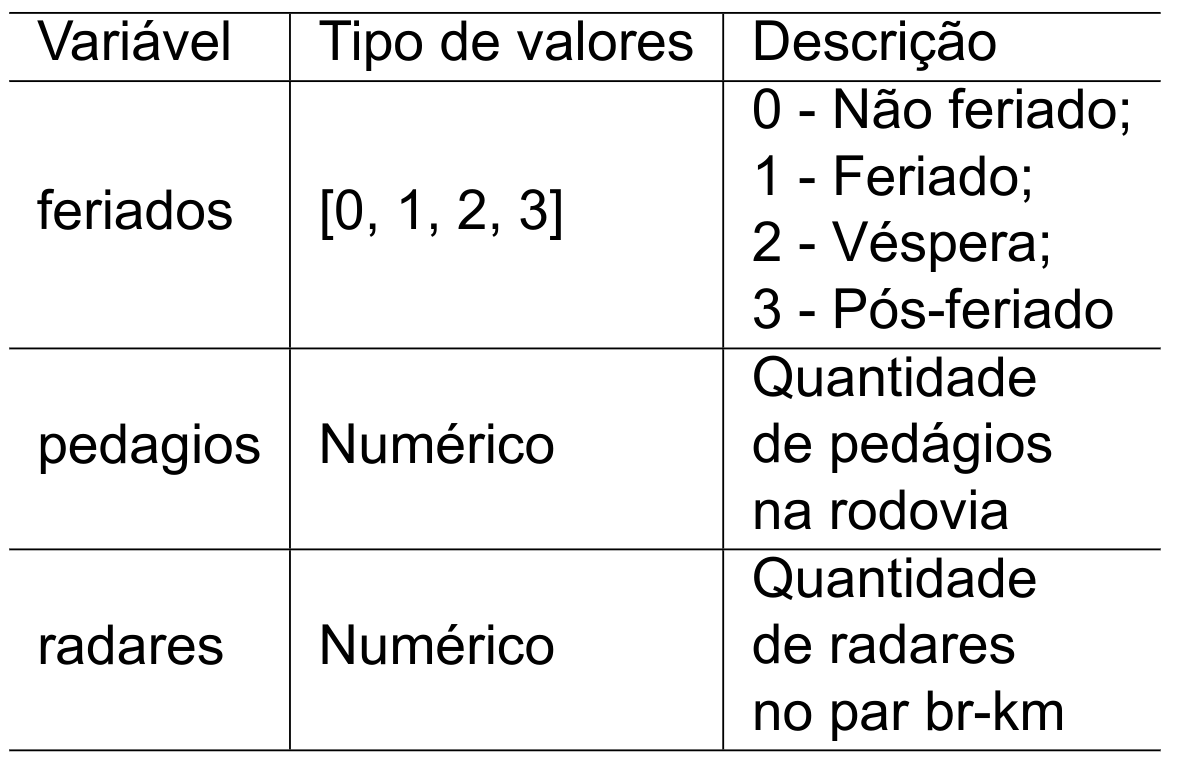 Variável Tipo de valores Descrição
feriados [0, 1, 2, 3] 0 - Não feriado;
1 - Feriado;
2 - Véspera;
3 - Pós-feriado
pedagios Numérico Quantidade
de pedágios
na rodovia
radares Numérico Quantidade
de radares
no par br-km